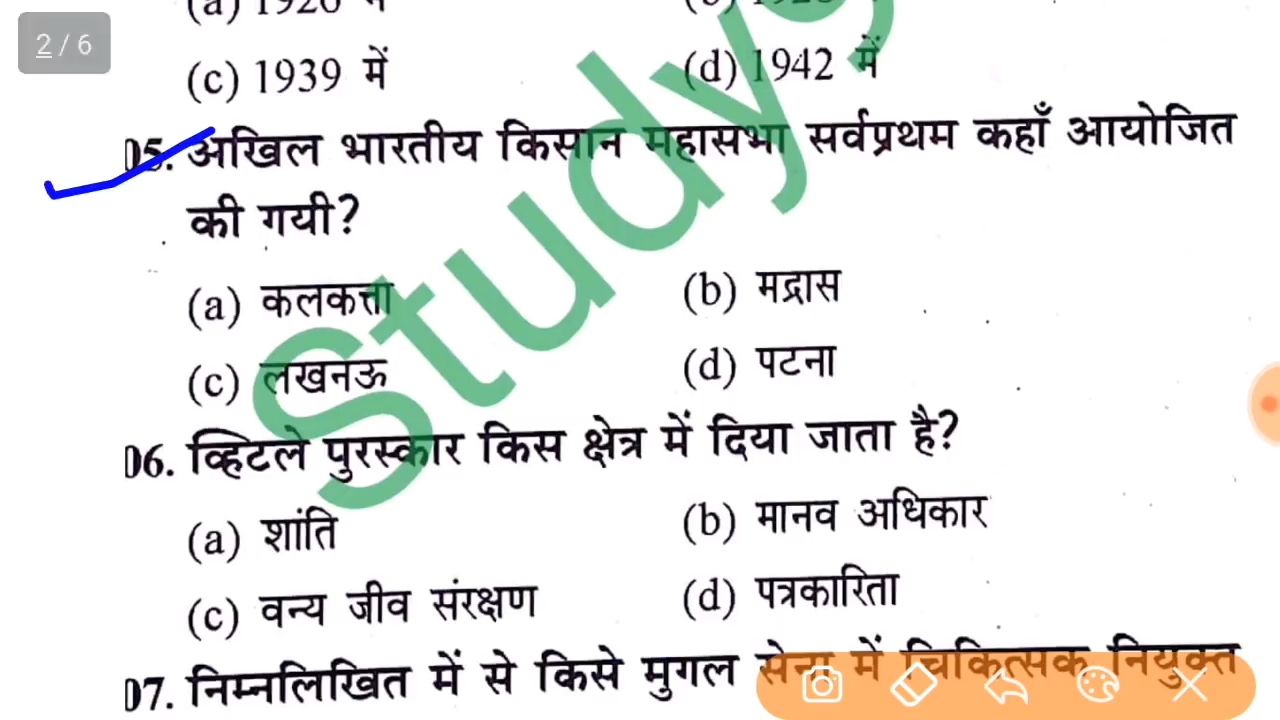 2 / 6
(a) 1920 में
(c) 1939 में (d) 1942 में
05. अखिल भारतीय किसान महासभा सर्वप्रथम कहाँ आयोजित
की गयी?
(a) कलकत्ता (b) मद्रास
(c) लखनऊ (d) पटना
06. व्हिटले पुरस्कार किस क्षेत्र में दिया जाता है?
(a) शांति (b) मानव अधिकार
(c) वन्य जीव संरक्षण (d) पत्रकारिता
07. निम्नलिखित में से किसे मुगल सेना में चिकित्सक नियुक्त
Study